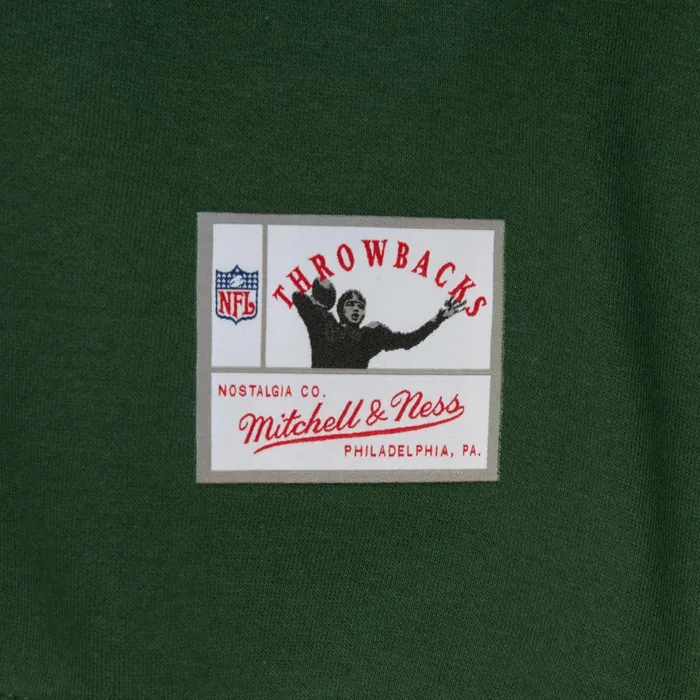 THROWBACKS
NFL
NOSTALGIA CO.
Mitchell & Ness
PHILADELPHIA, PA.